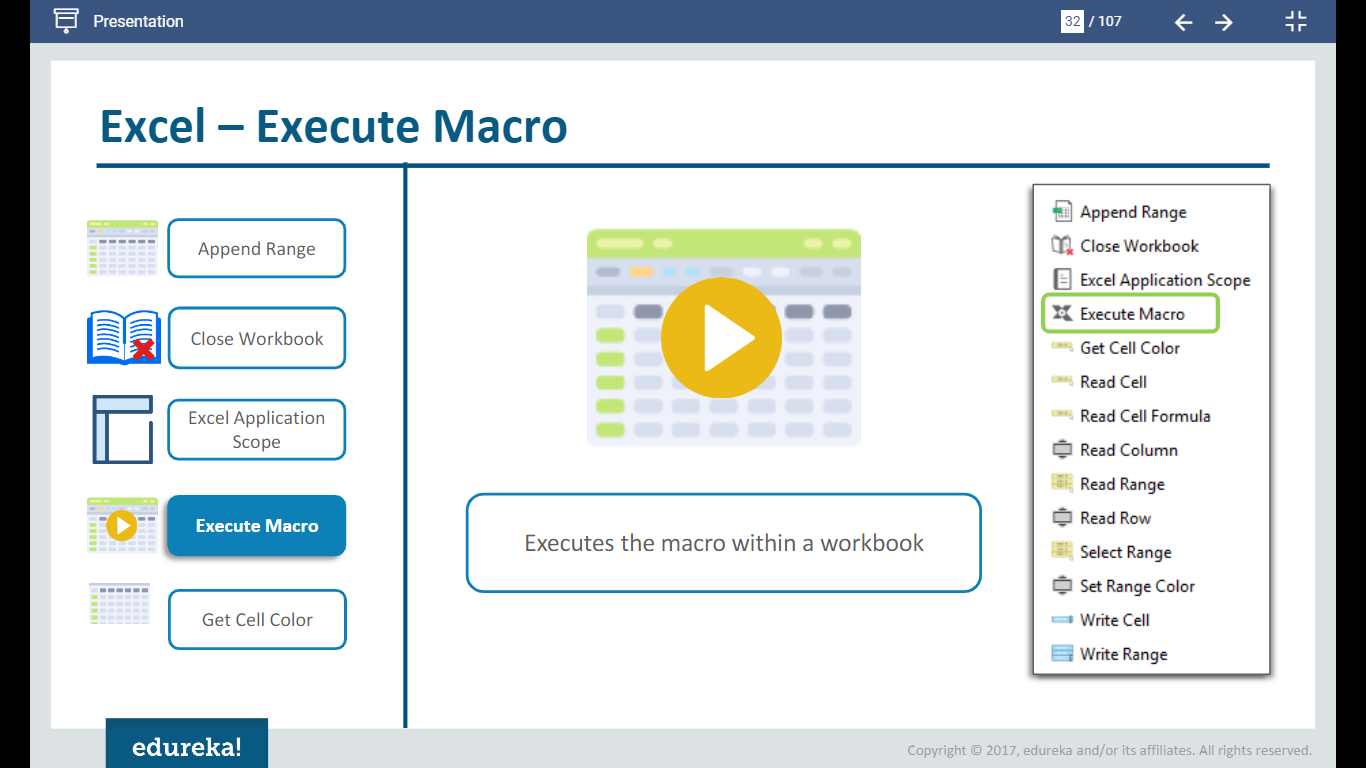 Presentation
32 / 107
Excel – Execute Macro
Append Range
Close Workbook
Excel Application
Scope
Execute Macro
Get Cell Color
Executes the macro within a workbook
Append Range
Close Workbook
Excel Application Scope
Execute Macro
Get Cell Color
Read Cell
Read Cell Formula
Read Column
Read Range
Read Row
Select Range
Set Range Color
Write Cell
Write Range
edureka!
Copyright © 2017, edureka and/or its affiliates. All rights reserved.